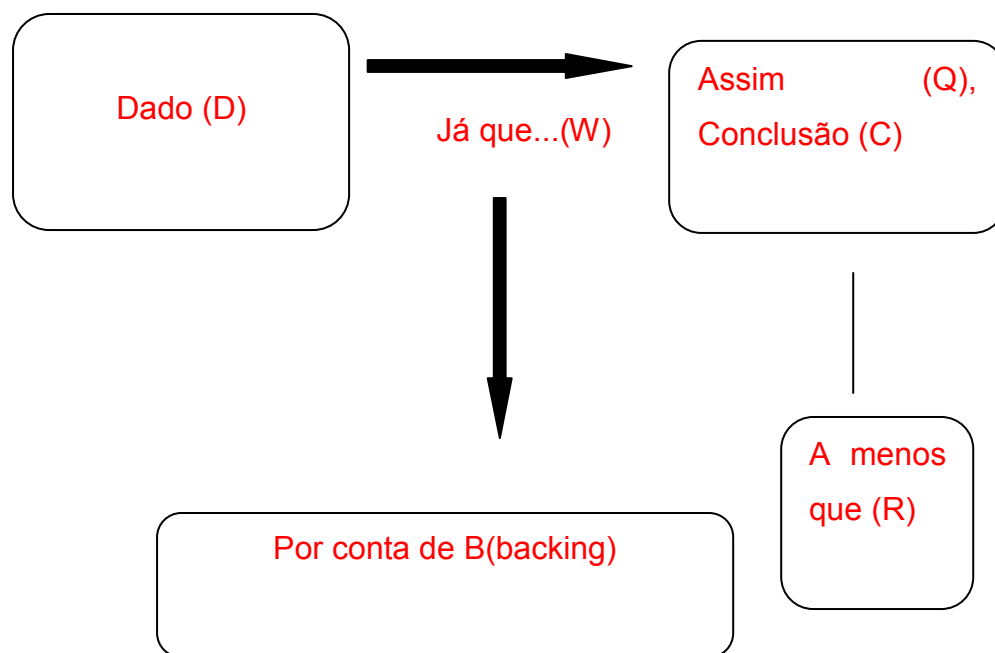 Dado (D)
Já que...(W)
Assim (Q),
Conclusão (C)
A menos
que (R)
Por conta de B(backing)